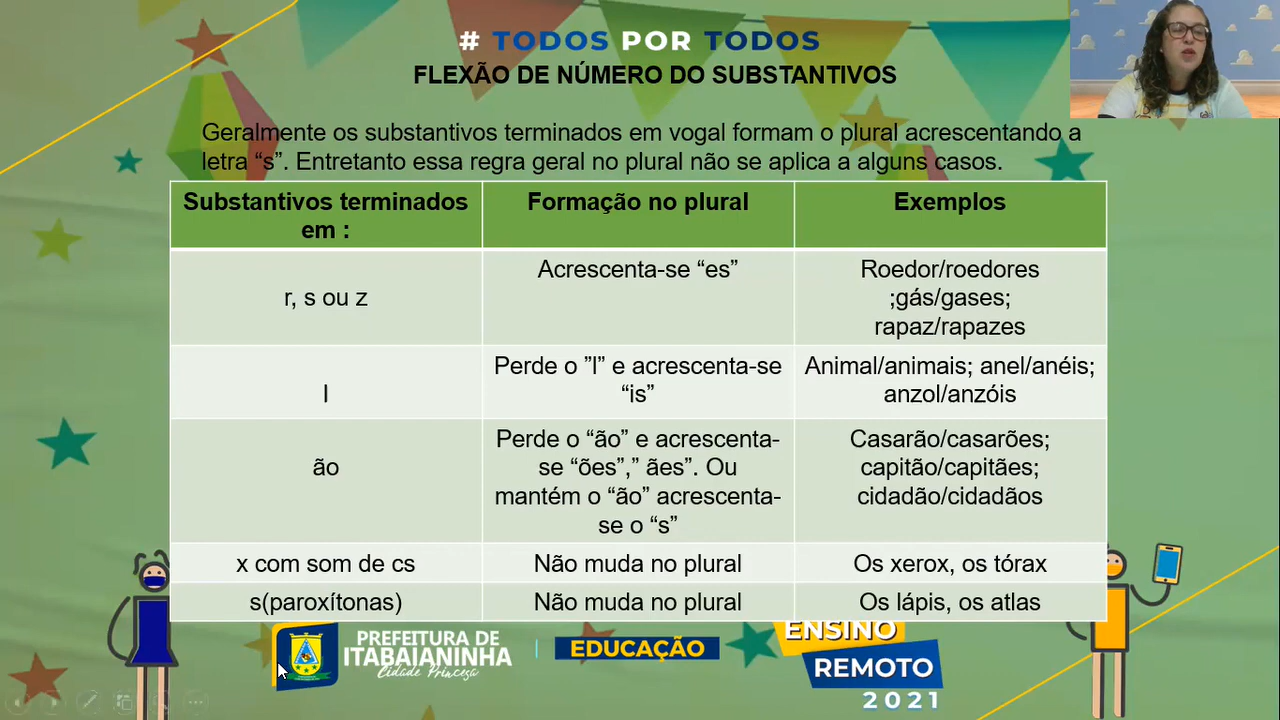 # TODOS POR TODOS
FLEXÃO DE NÚMERO DO SUBSTANTIVOS
Geralmente os substantivos terminados em vogal formam o plural acrescentando a
letra “s”. Entretanto essa regra geral no plural não se aplica a alguns casos.
Substantivos terminados
em :
Formação no plural
Exemplos
r, s ou z
Acrescenta-se “es”
Roedor/roedores
;gás/gases;
rapaz/rapazes
l
Perde o ”l” e acrescenta-se
“is”
Animal/animais; anel/anéis;
anzol/anzóis
ão
Perde o “ão” e acrescenta-
se “ões”,” ães”. Ou
mantém o “ão” acrescenta-
se o “s”
Casarão/casarões;
capitão/capitães;
cidadão/cidadãos
x com som de cs
Não muda no plural
Os xerox, os tórax
s(paroxítonas)
Não muda no plural
Os lápis, os atlas
PREFEITURA DE
ITABAIANINHA
Cidade Princesa
EDUCAÇÃO
ENSINO
REMOTO
2021